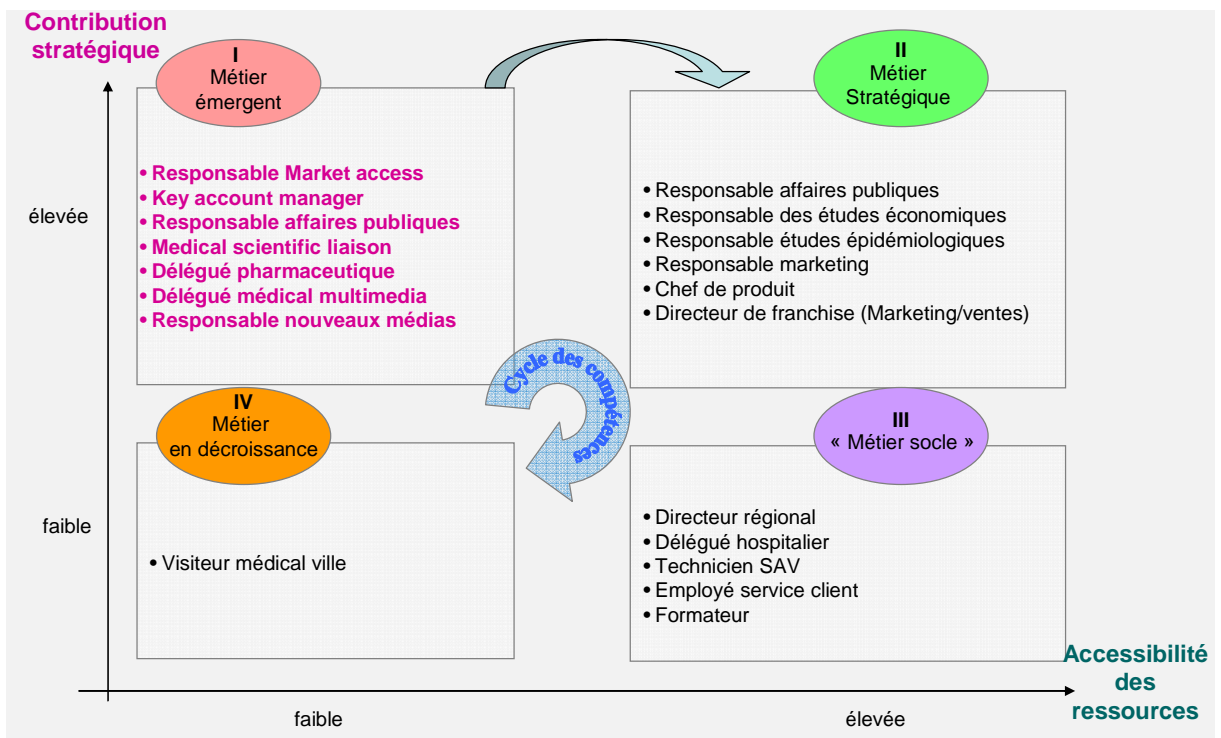 Contribution
stratégique
I
Métier
émergent
II
Métier
Stratégique
• Responsable Market access
• Key account manager
• Responsable affaires publiques
• Medical scientific liaison
• Délégué pharmaceutique
• Délégué médical multimedia
• Responsable nouveaux médias
• Responsable affaires publiques
• Responsable des études économiques
• Responsable études épidémiologiques
• Responsable marketing
• Chef de produit
• Directeur de franchise (Marketing/ventes)
élevée
Cycle des compétences
IV
Métier
en décroissance
III
« Métier socle »
faible
• Visiteur médical ville
• Directeur régional
• Délégué hospitalier
• Technicien SAV
• Employé service client
• Formateur
Accessibilité
des
ressources
faible
élevée